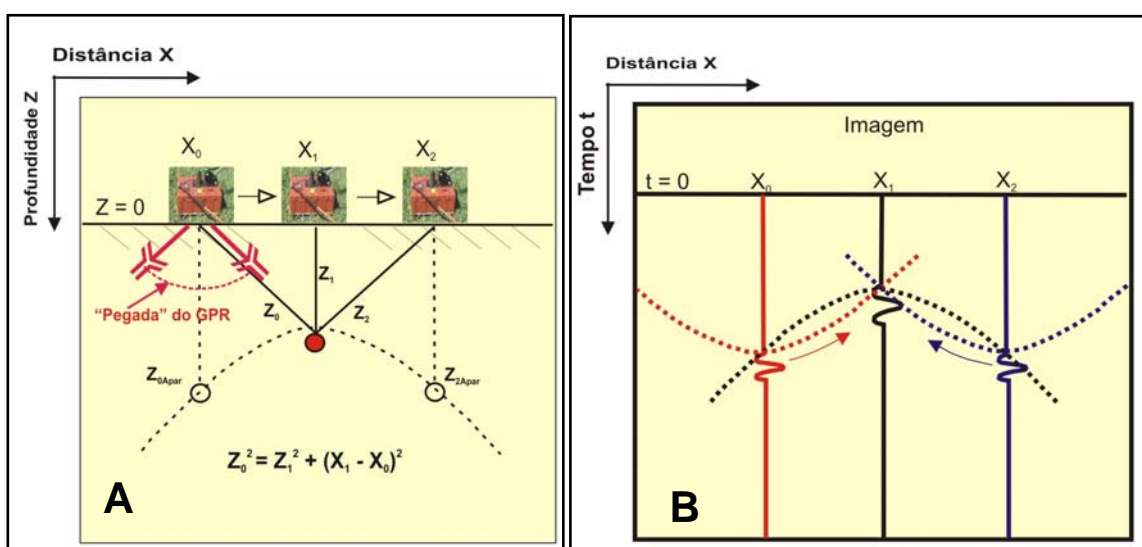 Distância X
Profundidade Z
X₀ X₁ X₂
Z = 0
Z₁
"Pegada" do GPR
Z₀ Z₂
Z₀Apar Z₂Apar
Z₀² = Z₁² + (X₁ - X₀)²
A
Distância X
Tempo t
Imagem
t = 0 X₀ X₁ X₂
B